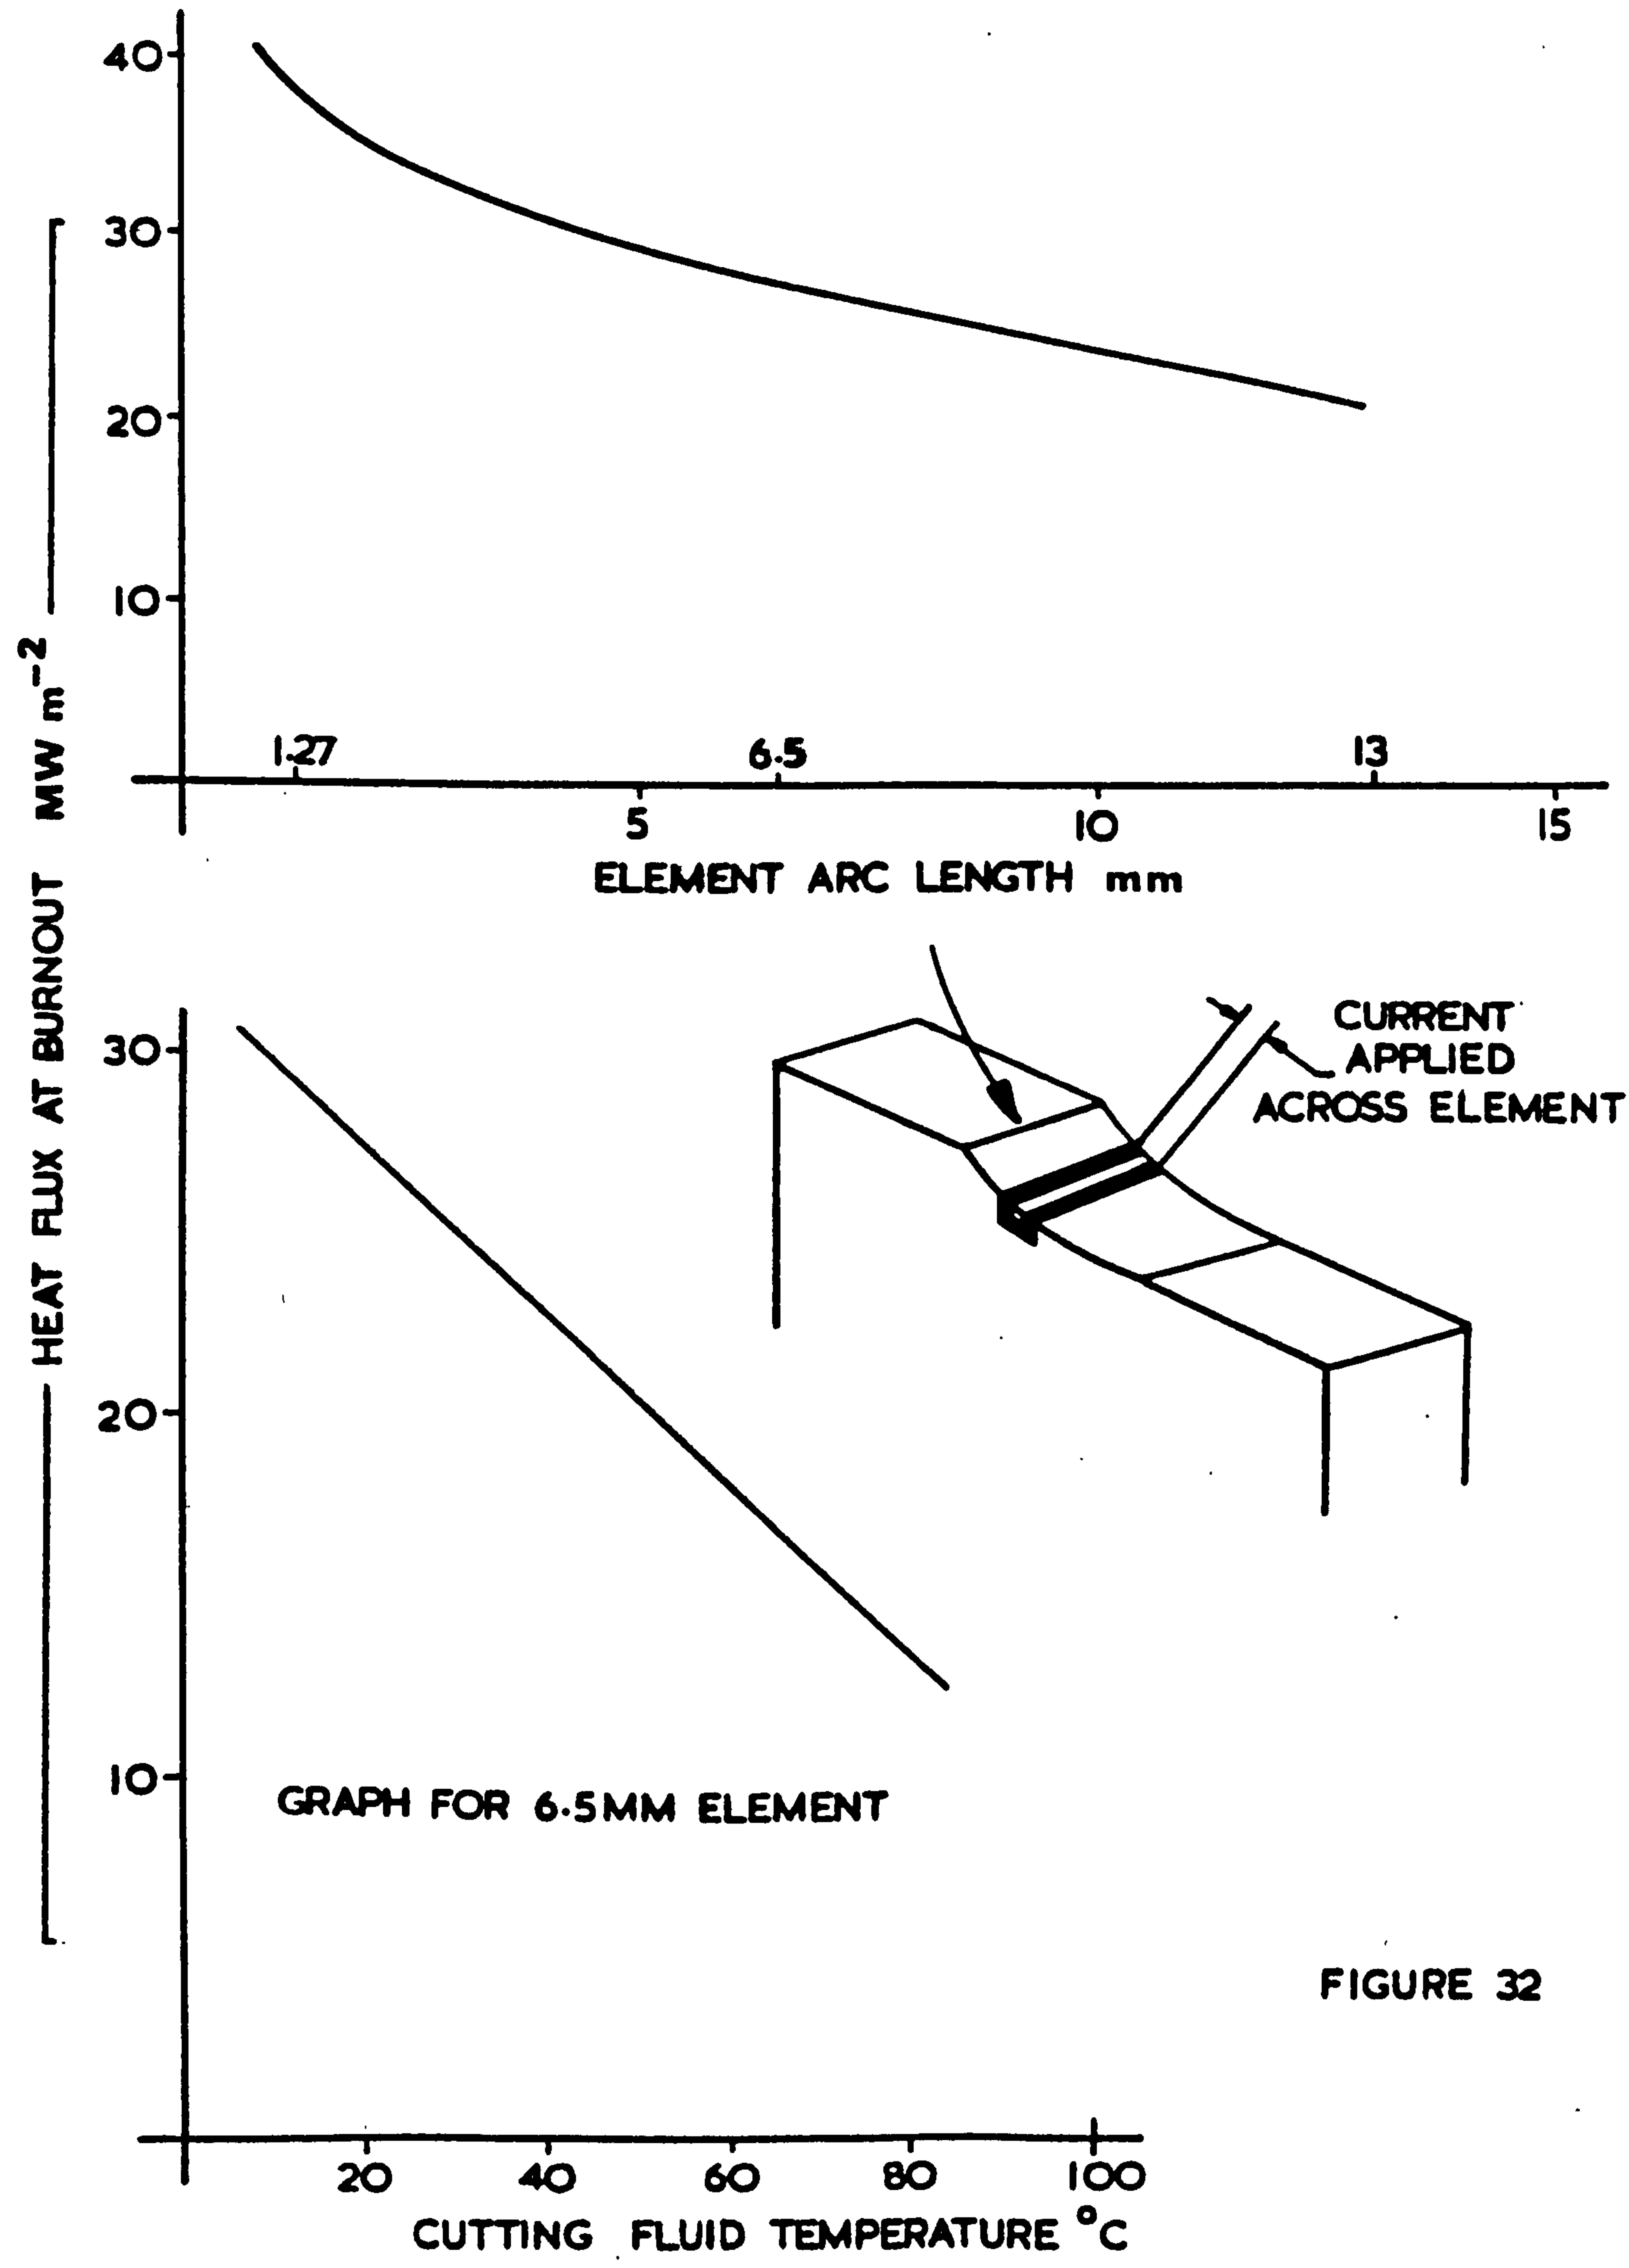 40
30
20
10
1.27 6.5 13
5 10 15
ELEMENT ARC LENGTH mm
HEAT FLUX AT BURNOUT MW m⁻²
CURRENT
APPLIED
ACROSS ELEMENT
30
20
10
GRAPH FOR 6.5MM ELEMENT
FIGURE 32
20 40 60 80 100
CUTTING FLUID TEMPERATURE °C